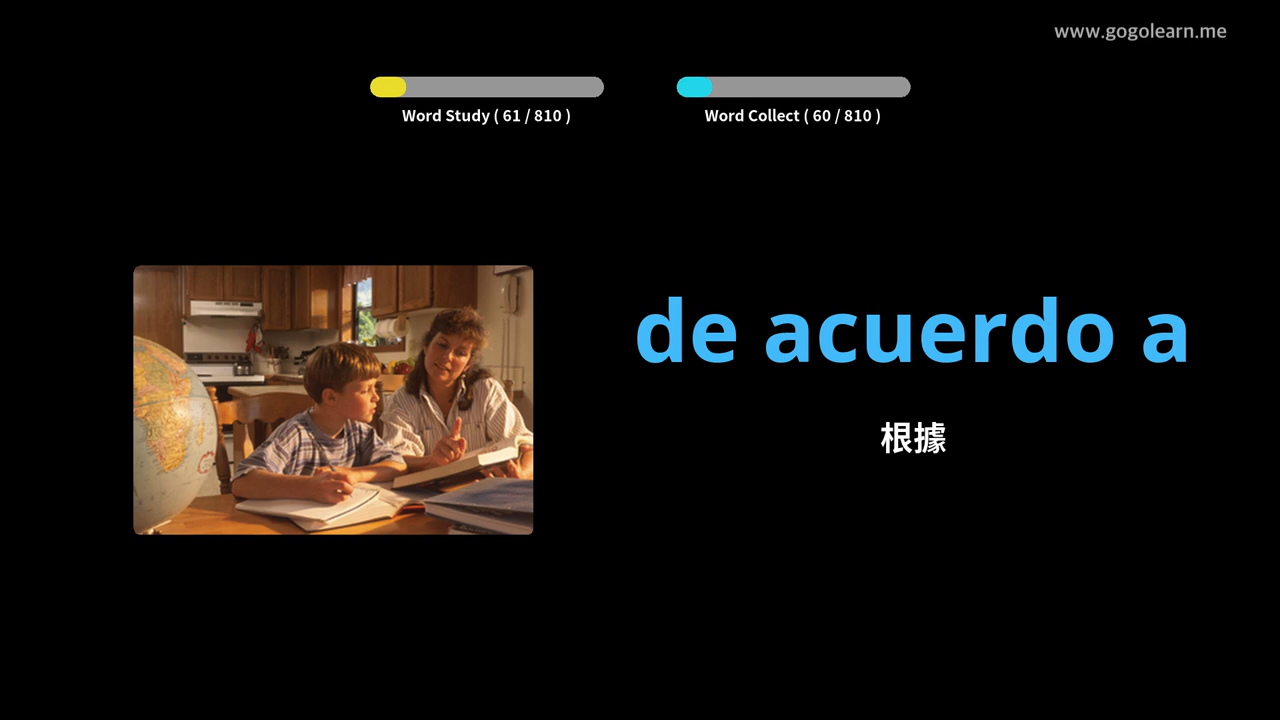 www.gogolearn.me
Word Study ( 61 / 810 )
Word Collect ( 60 / 810 )
de acuerdo a
根據